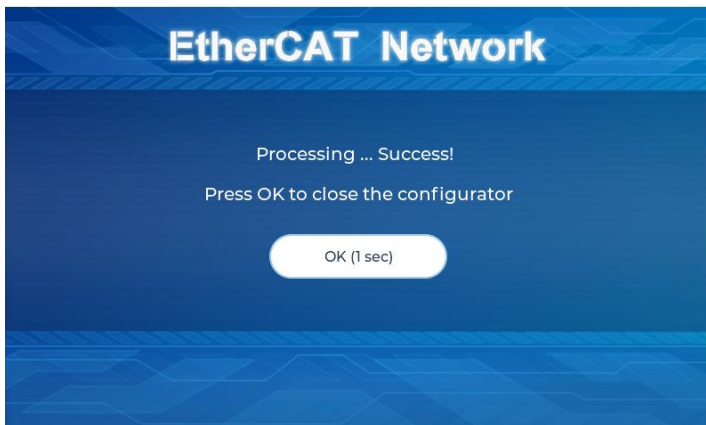 EtherCAT Network
Processing ... Success!
Press OK to close the configurator
OK (1 sec)